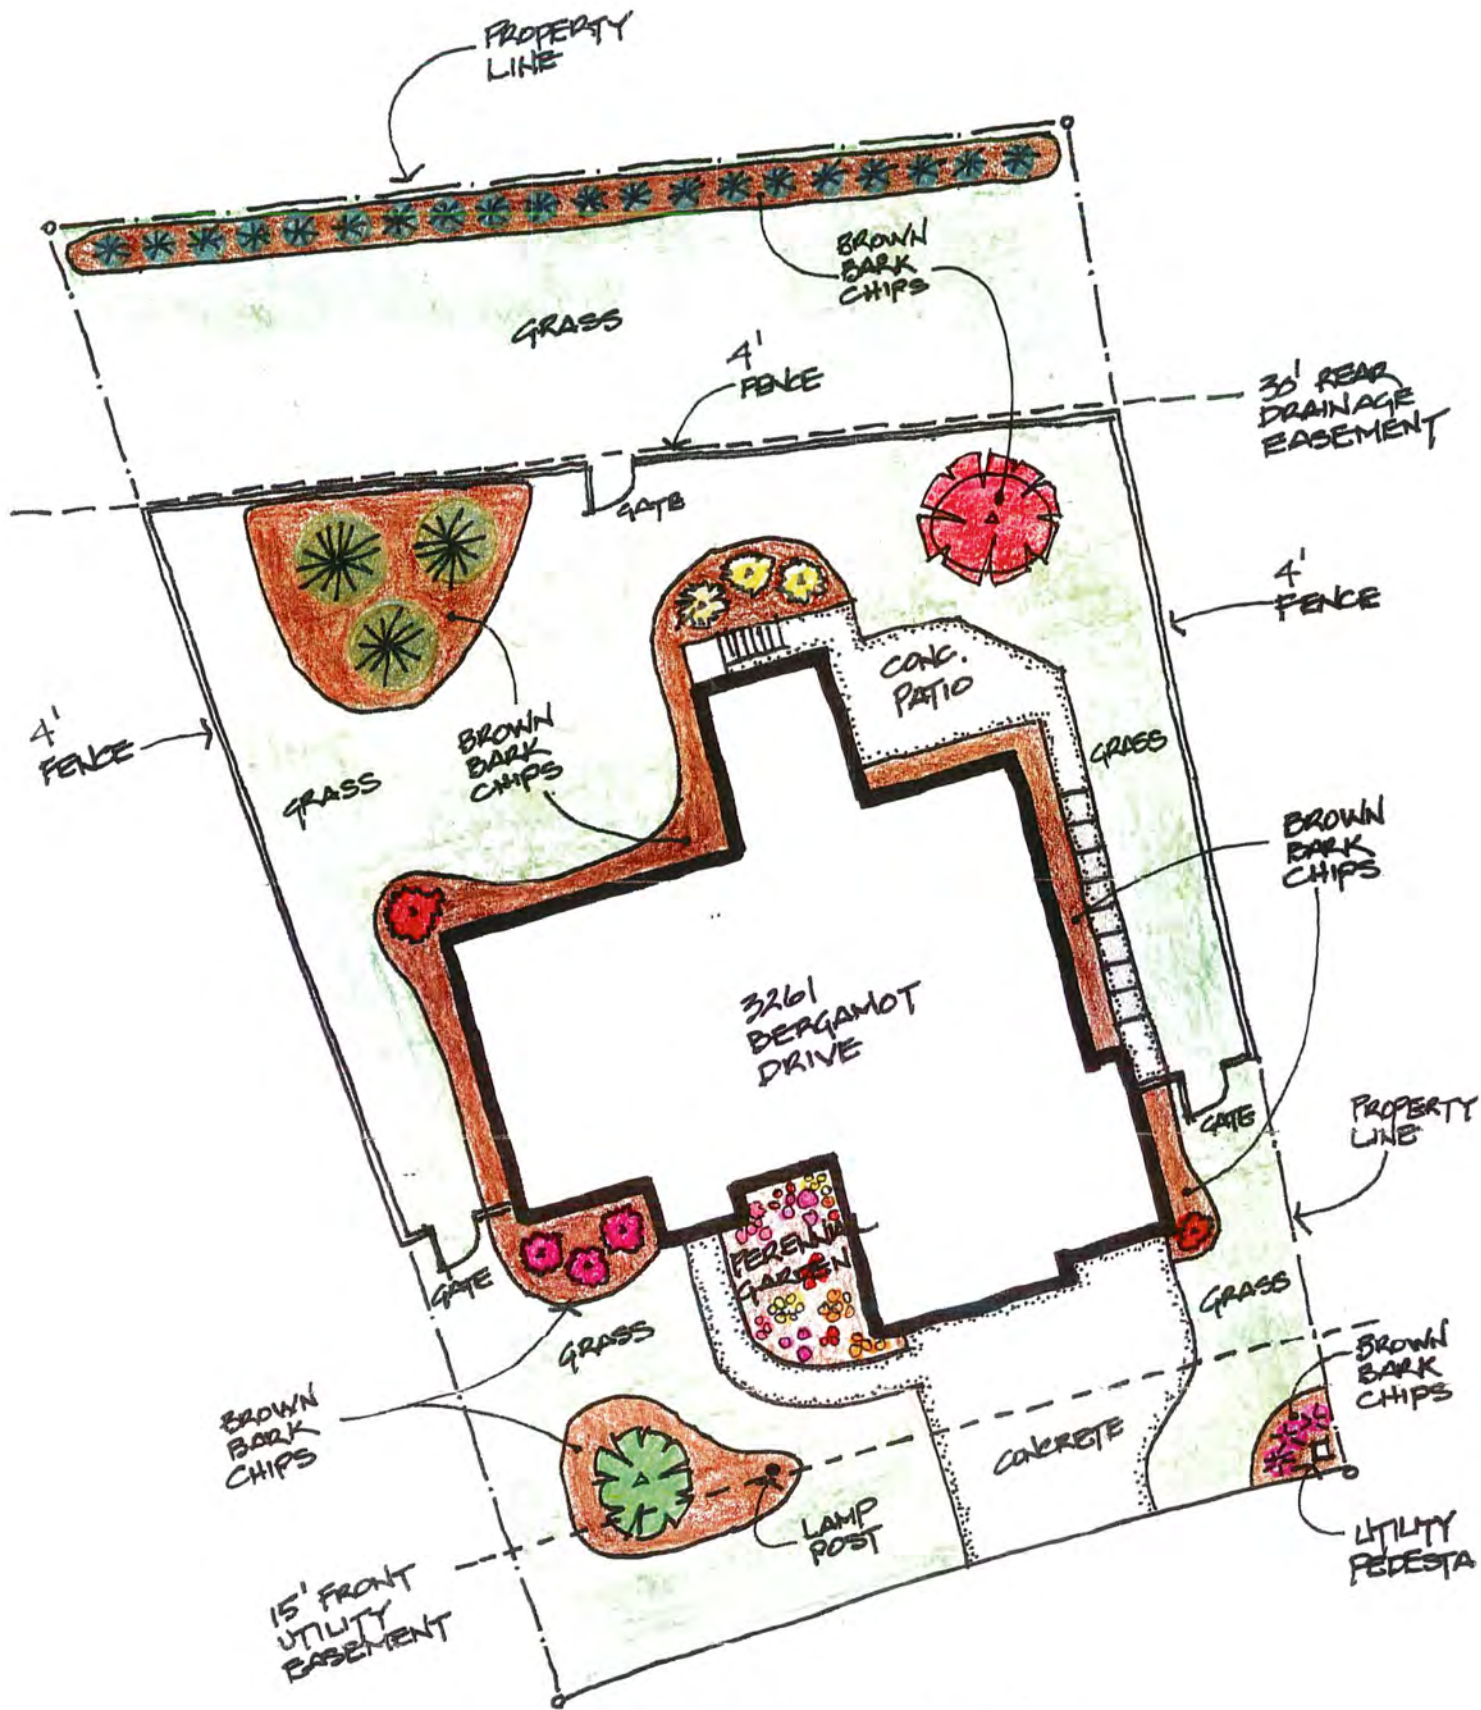 PROPERTY
LINE
BROWN
BARK
CHIPS
GRASS
4'
FENCE
30' REAR
DRAINAGE
EASEMENT
GATE
4'
FENCE
CONC.
PATIO
4'
FENCE
BROWN
BARK
CHIPS
GRASS
GRASS
BROWN
BARK
CHIPS
3261
BERGAMOT
DRIVE
GATE
PROPERTY
LINE
PERENNIAL
GARDEN
GATE
GRASS
GRASS
BROWN
BARK
CHIPS
BROWN
BARK
CHIPS
CONCRETE
LAMP
POST
UTILITY
PEDESTA
15' FRONT
UTILITY
EASEMENT